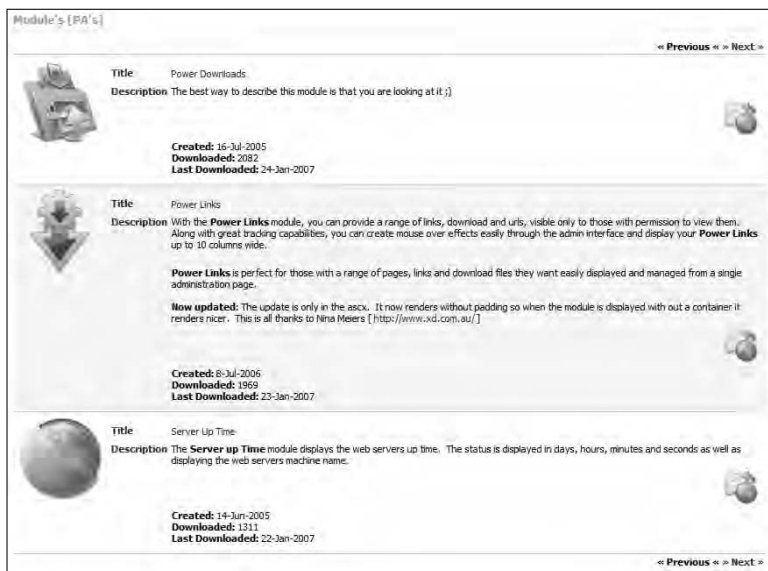 Module's [PA's]
« Previous « » Next »
Title Power Downloads
Description The best way to describe this module is that you are looking at it ;]
Created: 16-Jul-2005
Downloaded: 2082
Last Downloaded: 24-Jan-2007
Title Power Links
Description With the Power Links module, you can provide a range of links, download and urls, visible only to those with permission to view them.
Along with great tracking capabilities, you can create mouse over effects easily through the admin interface and display your Power Links
up to 10 columns wide.
Power Links is perfect for those with a range of pages, links and download files they want easily displayed and managed from a single
administration page.
Now updated: The update is only in the ascx. It now renders without padding so when the module is displayed with out a container it
renders nicer. This is all thanks to Nina Meiers [http://www.xd.com.au/]
Created: 8-Jul-2006
Downloaded: 1969
Last Downloaded: 23-Jan-2007
Title Server Up Time
Description The Server up Time module displays the web servers up time. The status is displayed in days, hours, minutes and seconds as well as
displaying the web servers machine name.
Created: 14-Jun-2005
Downloaded: 1311
Last Downloaded: 22-Jan-2007
« Previous « » Next »